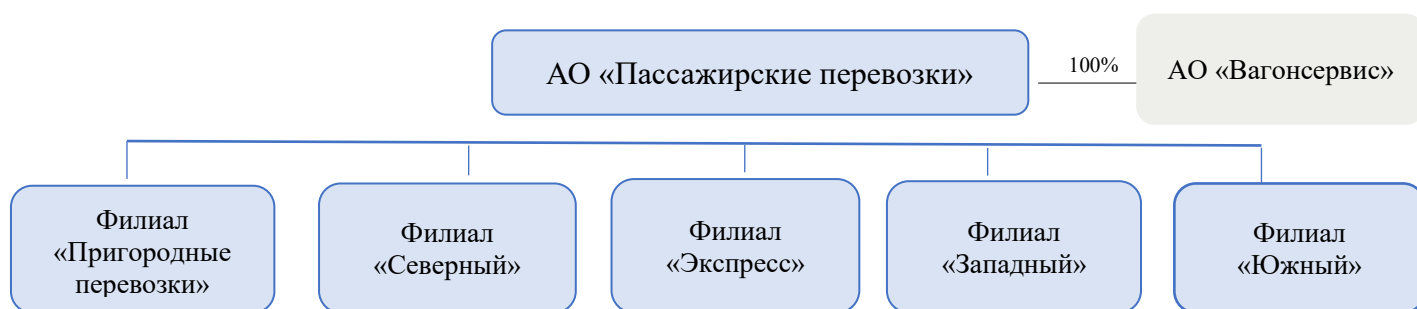 АО «Пассажирские перевозки»
100%
АО «Вагонсервис»
Филиал
«Пригородные
перевозки»
Филиал
«Северный»
Филиал
«Экспресс»
Филиал
«Западный»
Филиал
«Южный»